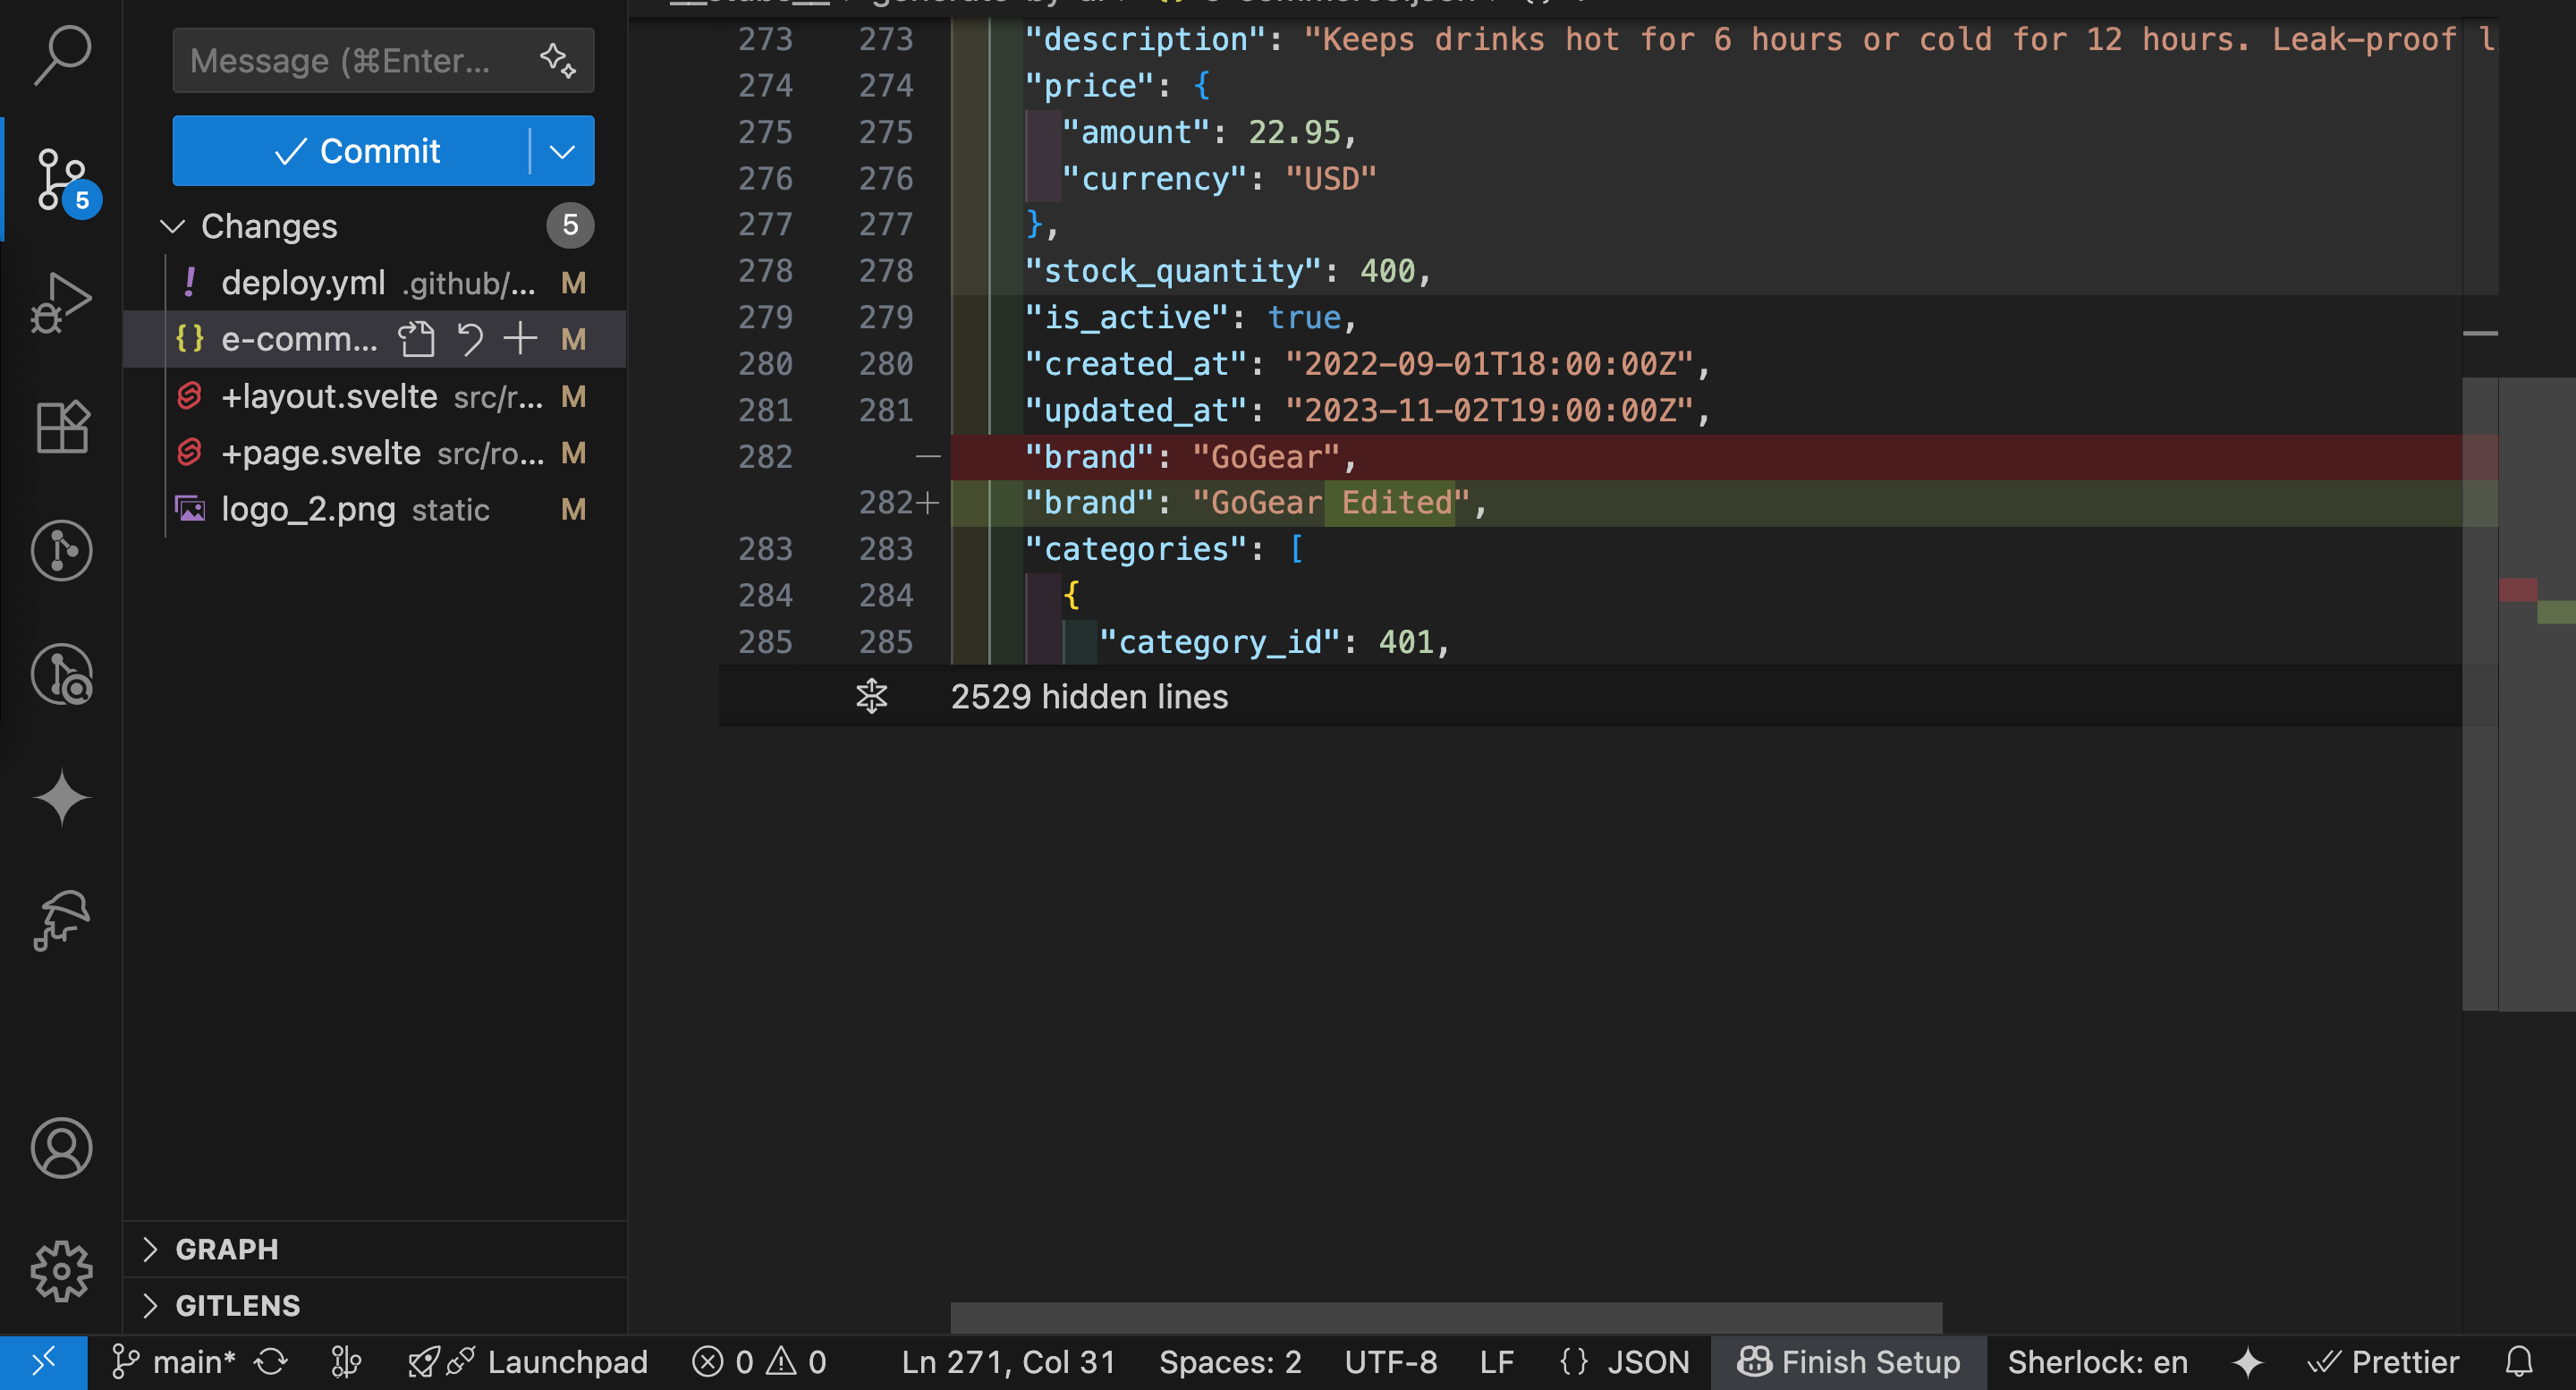 Message (⌘Enter...
Commit
5
Changes
5
deploy.yml .github/... M
e-comm... M
+layout.svelte src/r... M
+page.svelte src/ro... M
logo_2.png static M
GRAPH
GITLENS
273 273 "description": "Keeps drinks hot for 6 hours or cold for 12 hours. Leak-proof l
274 274 "price": {
275 275 "amount": 22.95,
276 276 "currency": "USD"
277 277 },
278 278 "stock_quantity": 400,
279 279 "is_active": true,
280 280 "created_at": "2022-09-01T18:00:00Z",
281 281 "updated_at": "2023-11-02T19:00:00Z",
282 — "brand": "GoGear",
282+ "brand": "GoGear Edited",
283 283 "categories": [
284 284 {
285 285 "category_id": 401,
2529 hidden lines
main* Launchpad 0 0 Ln 271, Col 31 Spaces: 2 UTF-8 LF {} JSON Finish Setup Sherlock: en Prettier